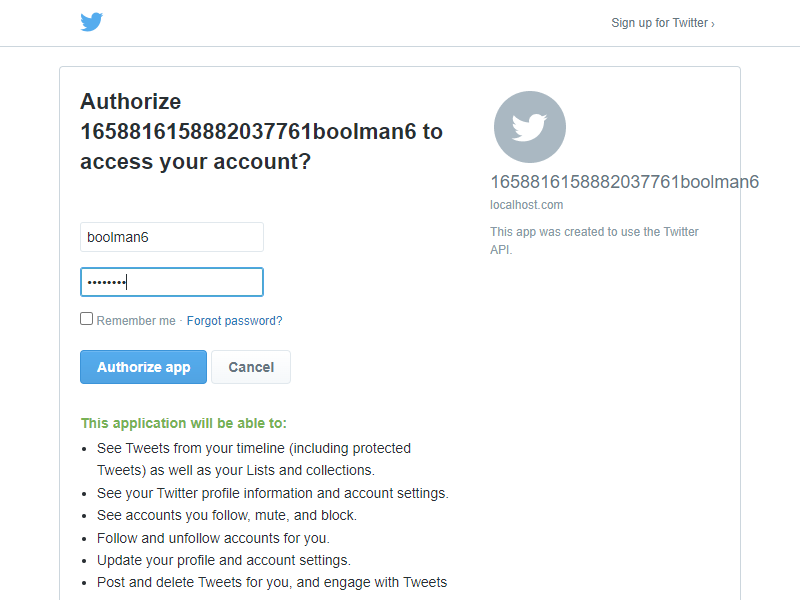 Sign up for Twitter ›
Authorize
1658816158882037761boolman6 to
access your account?
boolman6
••••••••
Remember me · Forgot password?
Authorize app
Cancel
This application will be able to:
• See Tweets from your timeline (including protected
Tweets) as well as your Lists and collections.
• See your Twitter profile information and account settings.
• See accounts you follow, mute, and block.
• Follow and unfollow accounts for you.
• Update your profile and account settings.
• Post and delete Tweets for you, and engage with Tweets
1658816158882037761boolman6
localhost.com
This app was created to use the Twitter
API.